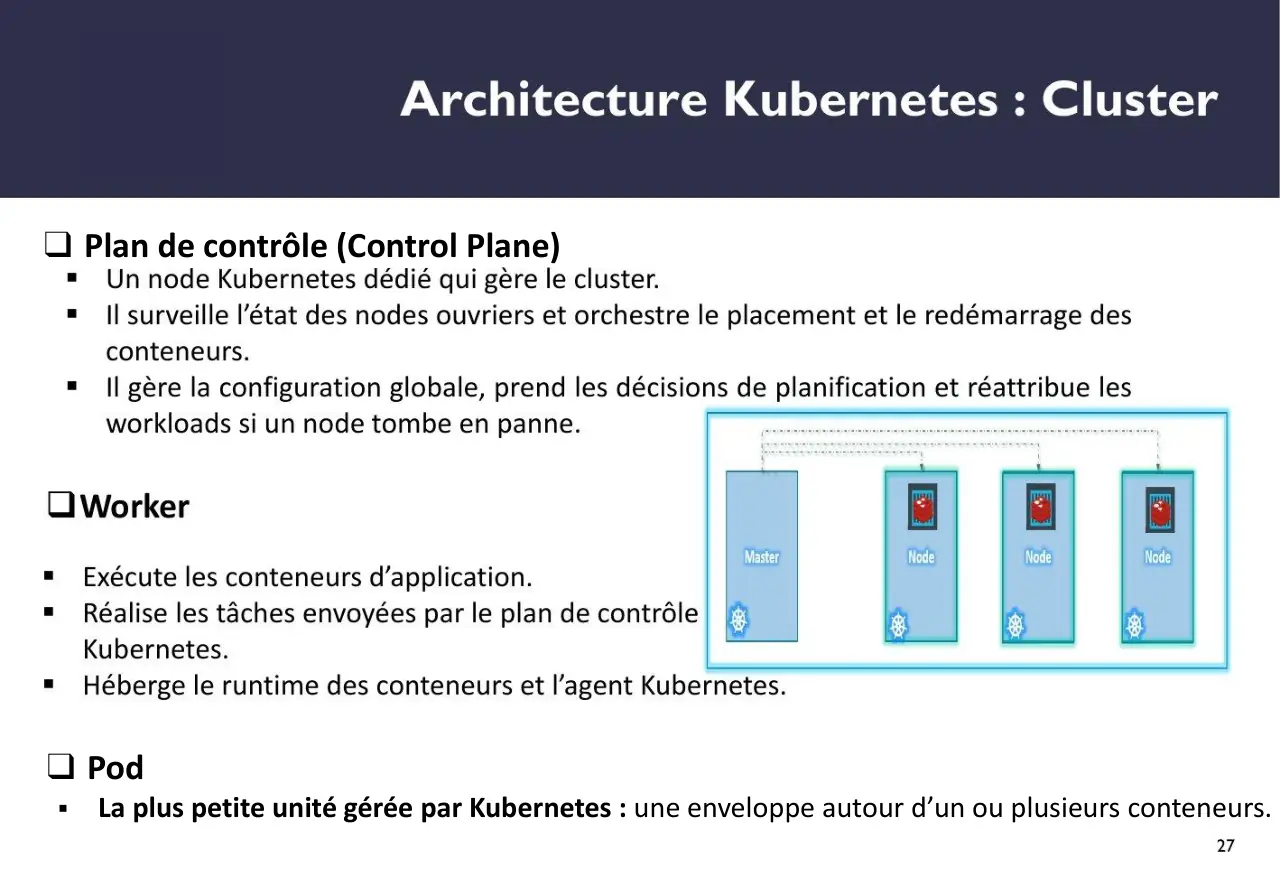 Architecture Kubernetes : Cluster
❑ Plan de contrôle (Control Plane)
▪ Un node Kubernetes dédié qui gère le cluster.
▪ Il surveille l’état des nodes ouvriers et orchestre le placement et le redémarrage des
conteneurs.
▪ Il gère la configuration globale, prend les décisions de planification et réattribue les
workloads si un node tombe en panne.
Master
Node
Node
Node
❑Worker
▪ Exécute les conteneurs d’application.
▪ Réalise les tâches envoyées par le plan de contrôle
Kubernetes.
▪ Héberge le runtime des conteneurs et l’agent Kubernetes.
❑ Pod
▪ La plus petite unité gérée par Kubernetes : une enveloppe autour d’un ou plusieurs conteneurs.
27